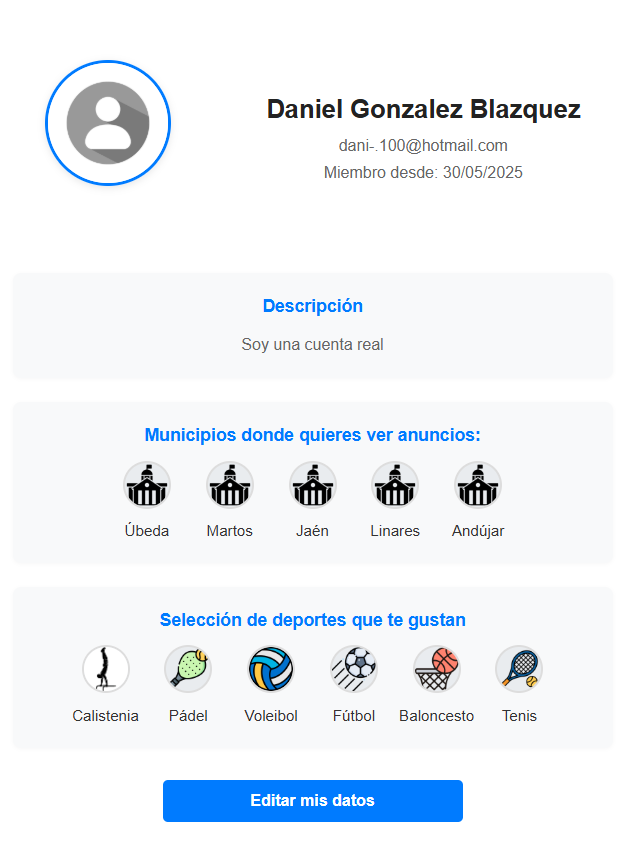 Daniel Gonzalez Blazquez
dani-.100@hotmail.com
Miembro desde: 30/05/2025
Descripción
Soy una cuenta real
Municipios donde quieres ver anuncios:
Úbeda Martos Jaén Linares Andújar
Selección de deportes que te gustan
Calistenia Pádel Voleibol Fútbol Baloncesto Tenis
Editar mis datos